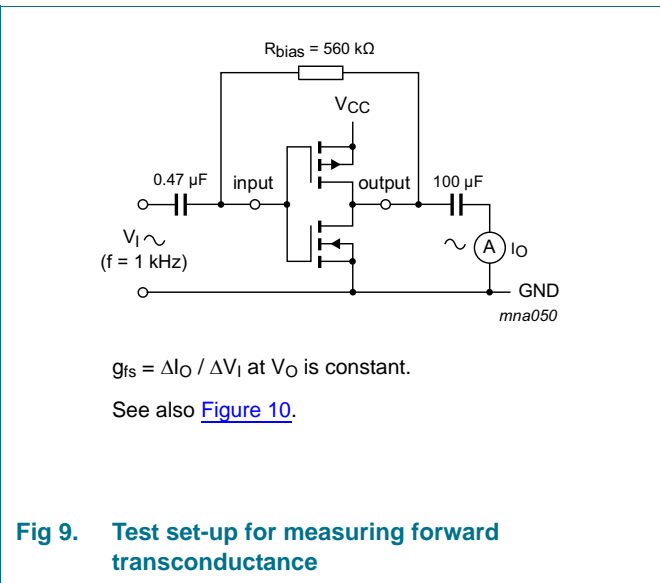 Rbias = 560 kΩ
VCC
0.47 µF
input
output
100 µF
VI
(f = 1 kHz)
A
IO
GND
mna050
gfs = ΔIO / ΔVI at VO is constant.
See also Figure 10.
Fig 9. Test set-up for measuring forward
transconductance